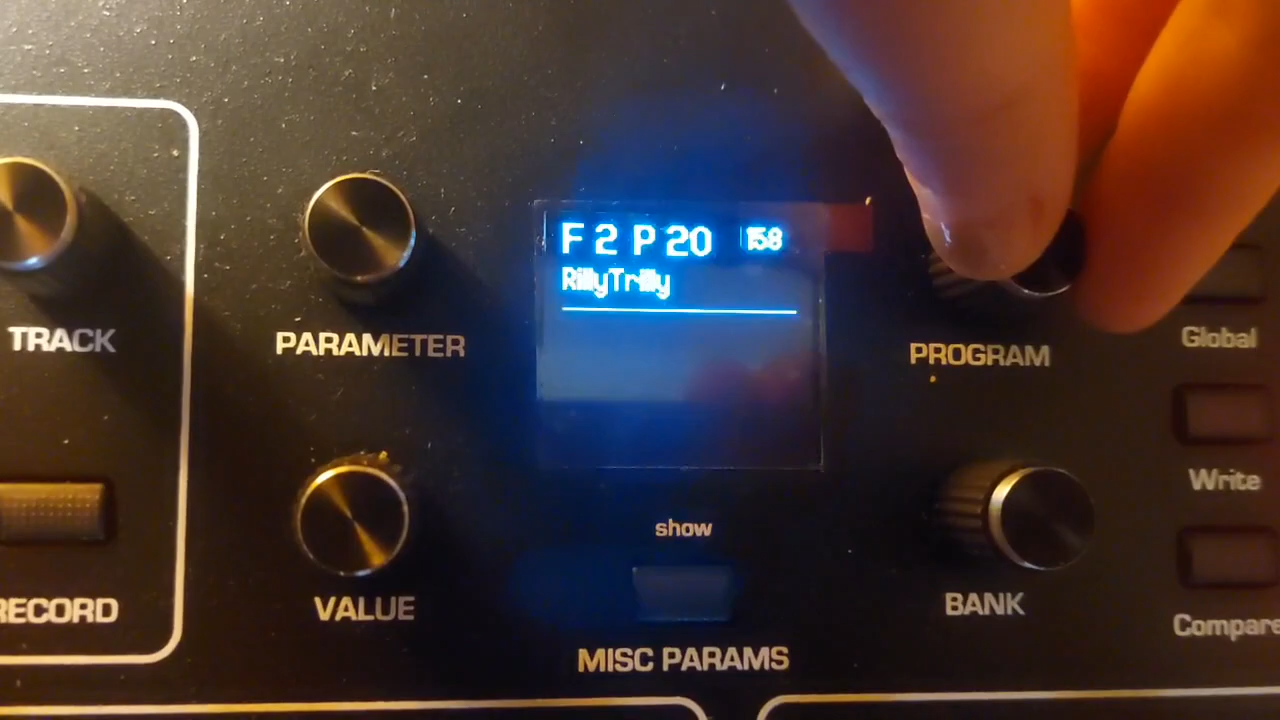 F 2 P 20 158
RillyTrilly
TRACK
PARAMETER
PROGRAM
Global
Write
show
RECORD
VALUE
BANK
Compare
MISC PARAMS